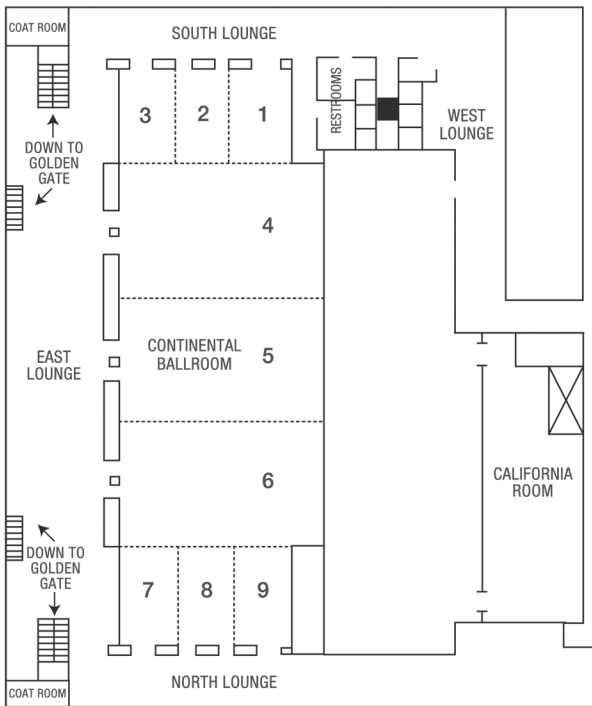 COAT ROOM
SOUTH LOUNGE
RESTROOMS
WEST
LOUNGE
3
2
1
DOWN TO
GOLDEN
GATE
4
EAST
LOUNGE
CONTINENTAL
BALLROOM
5
6
CALIFORNIA
ROOM
DOWN TO
GOLDEN
GATE
7
8
9
COAT ROOM
NORTH LOUNGE